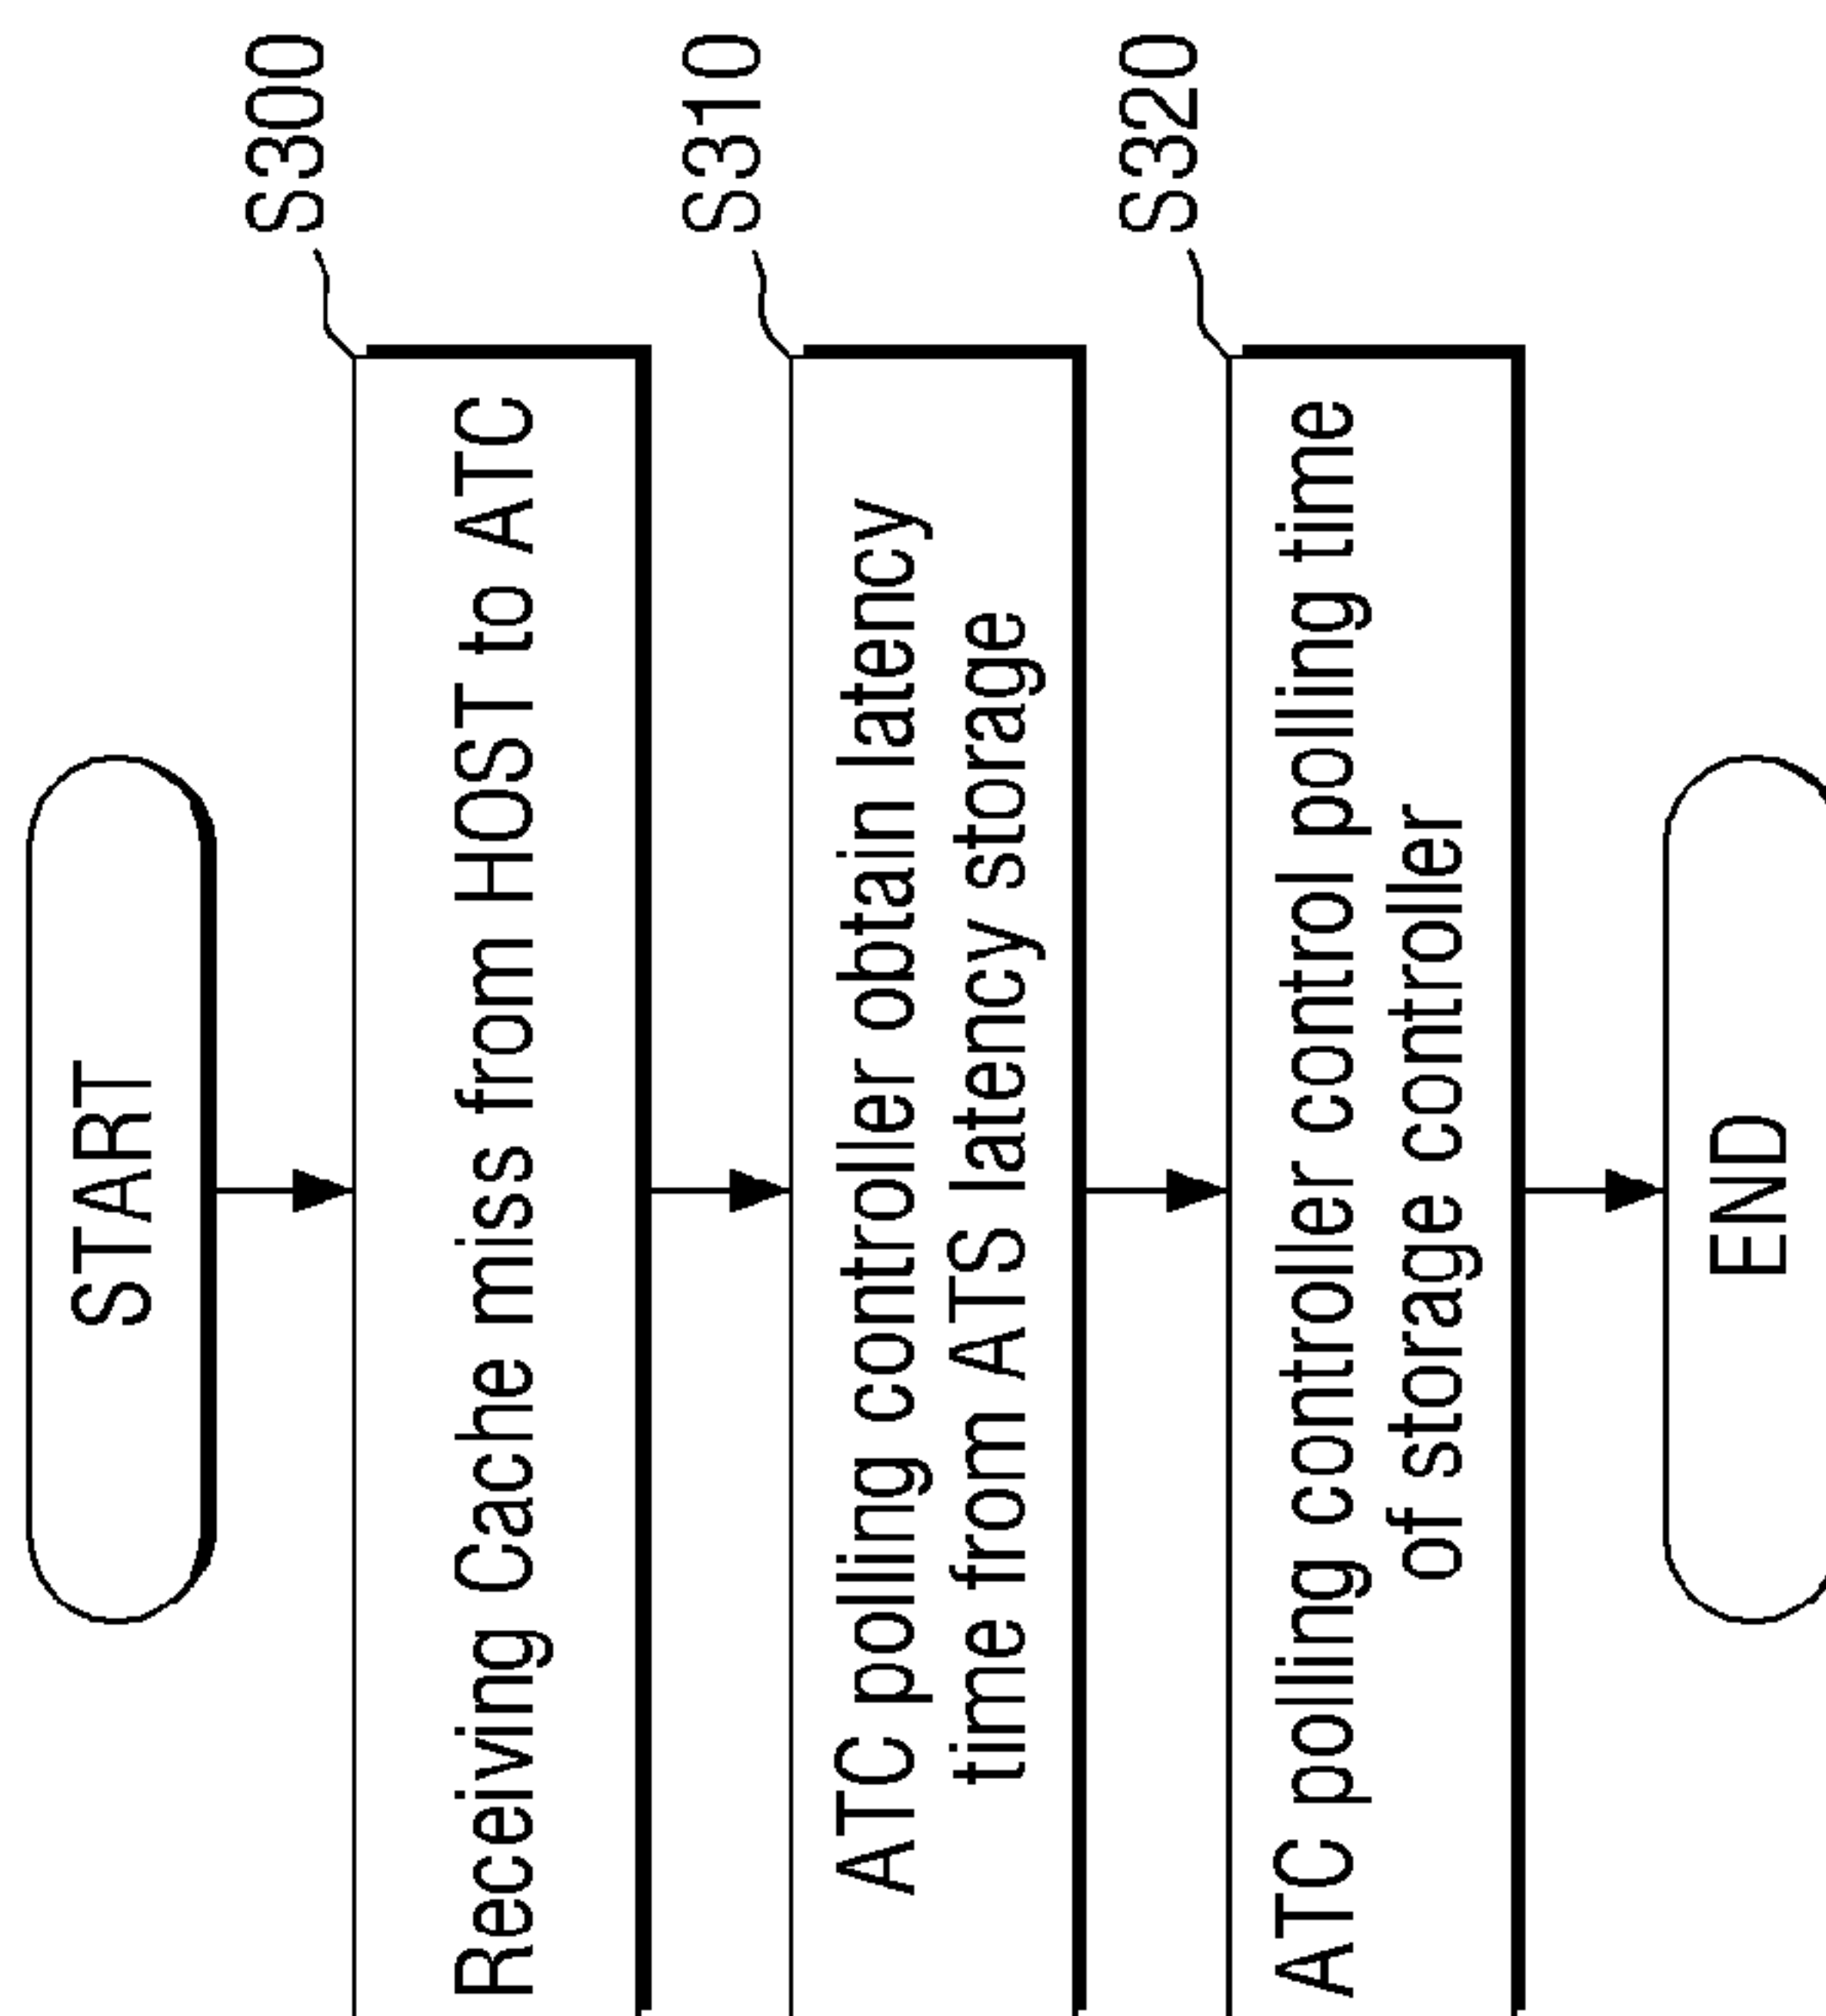 START
S300
Receiving Cache miss from HOST to ATC
S310
ATC polling controller obtain latency
time from ATS latency storage
S320
ATC polling controller control polling time
of storage controller
END